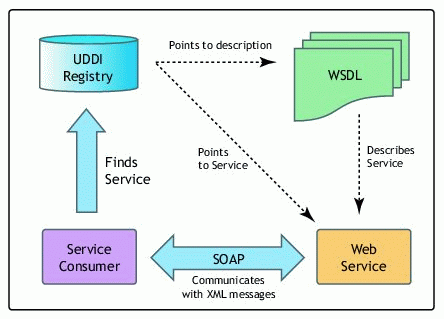 UDDI
Registry
Points to description
WSDL
Finds
Service
Points
to Service
Describes
Service
Service
Consumer
SOAP
Communicates
with XML messages
Web
Service